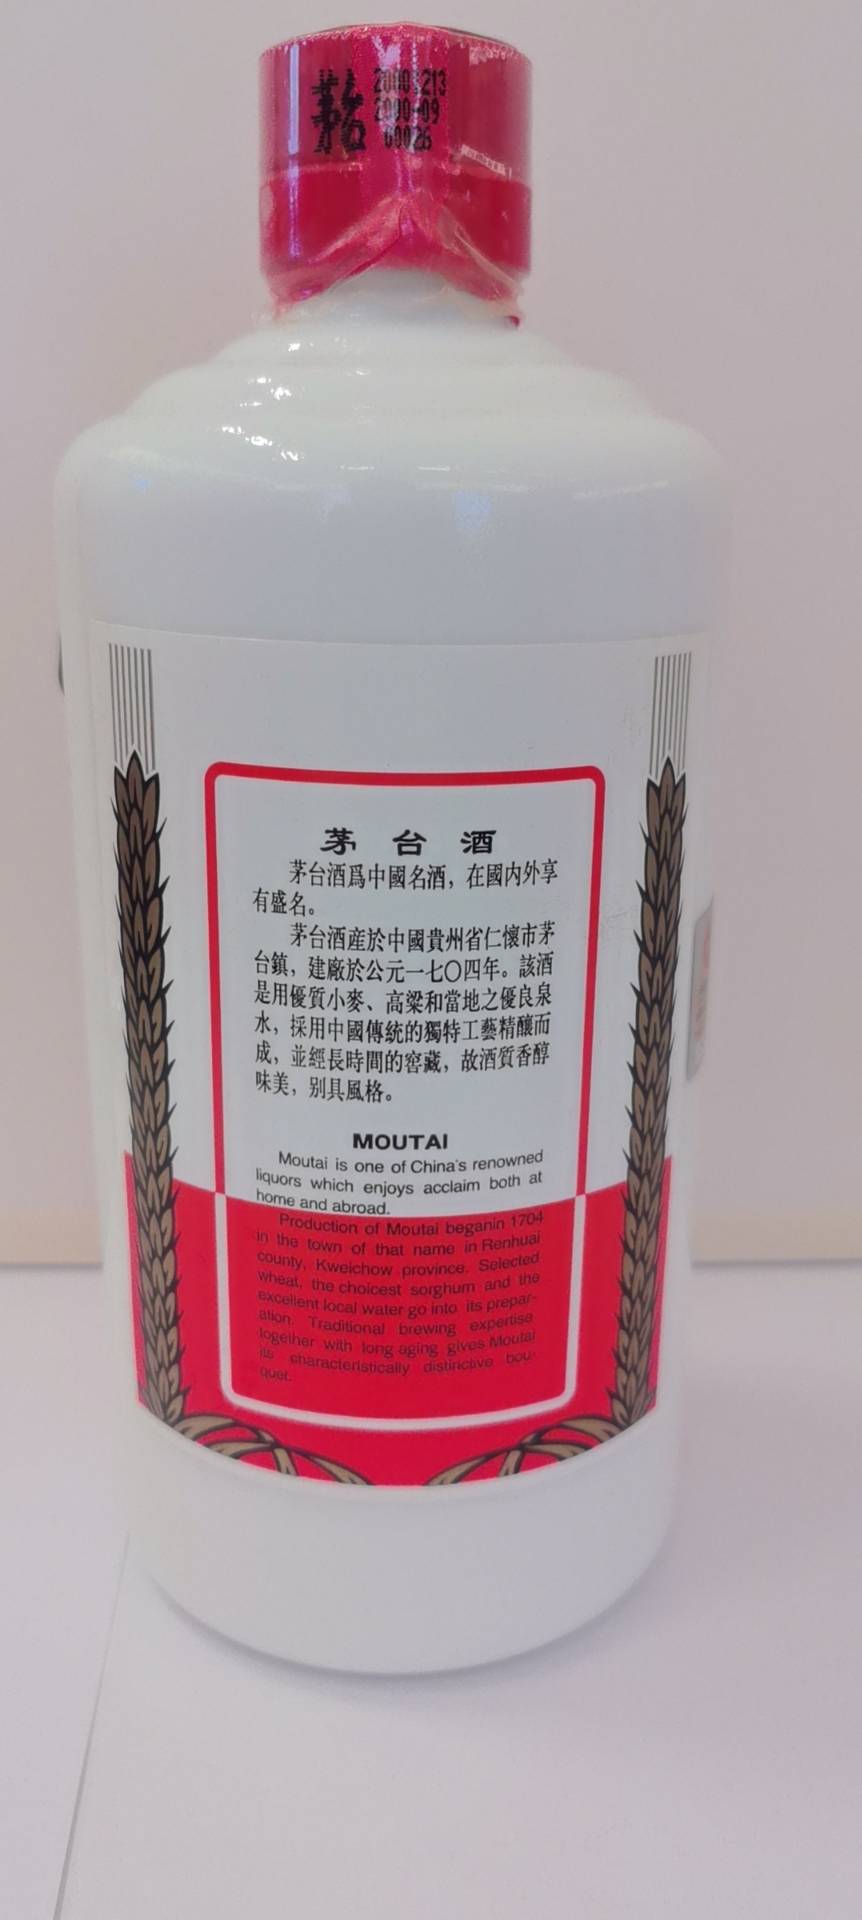 茅台
20001213
2000-09
00026
茅台酒
茅台酒爲中國名酒，在國内外享
有盛名。
茅台酒産於中國貴州省仁懷市茅
台鎮，建廠於公元一七〇四年。該酒
是用優質小麥、高粱和當地之優良泉
水，採用中國傳統的獨特工藝精釀而
成，並經長時間的窖藏，故酒質香醇
味美，别具風格。
MOUTAI
Moutai is one of China's renowned
liquors which enjoys acclaim both at
home and abroad.
Production of Moutai beganin 1704
in the town of that name in Renhuai
county, Kweichow province. Selected
wheat, the choicest sorghum and the
excellent local water go into its prepar-
ation. Traditional brewing expertise
together with long aging gives Moutai
its characteristically distinctive bou-
quet.